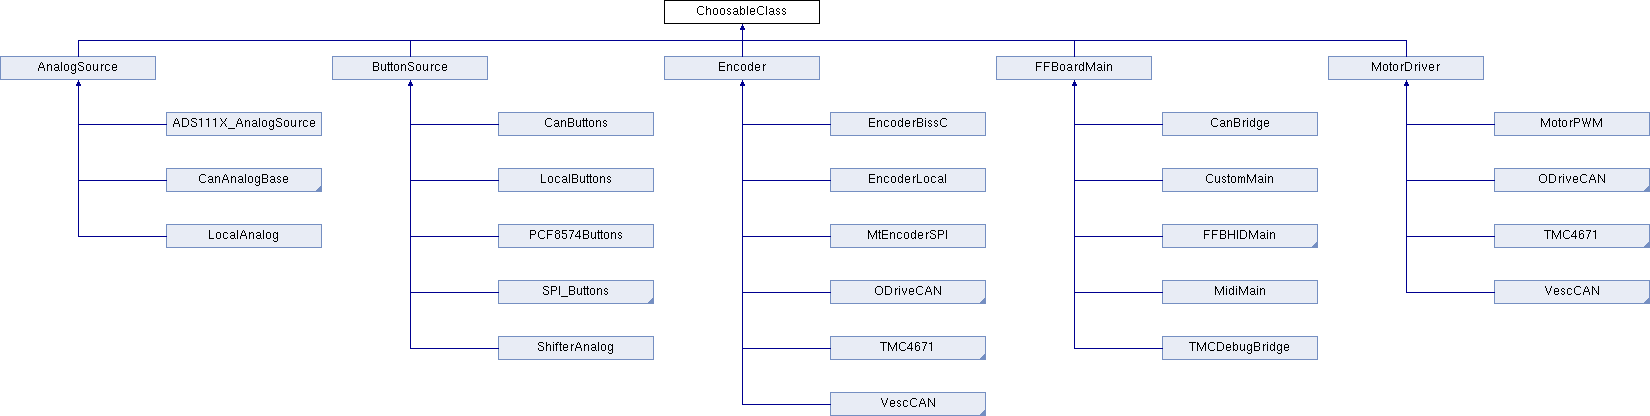 ChoosableClass
AnalogSource
ButtonSource
Encoder
FFBoardMain
MotorDriver
ADS111X_AnalogSource
CanButtons
EncoderBissC
CanBridge
MotorPWM
CanAnalogBase
LocalButtons
EncoderLocal
CustomMain
ODriveCAN
LocalAnalog
PCF8574Buttons
MtEncoderSPI
FFBHIDMain
TMC4671
SPI_Buttons
ODriveCAN
MidiMain
VescCAN
ShifterAnalog
TMC4671
TMCDebugBridge
VescCAN